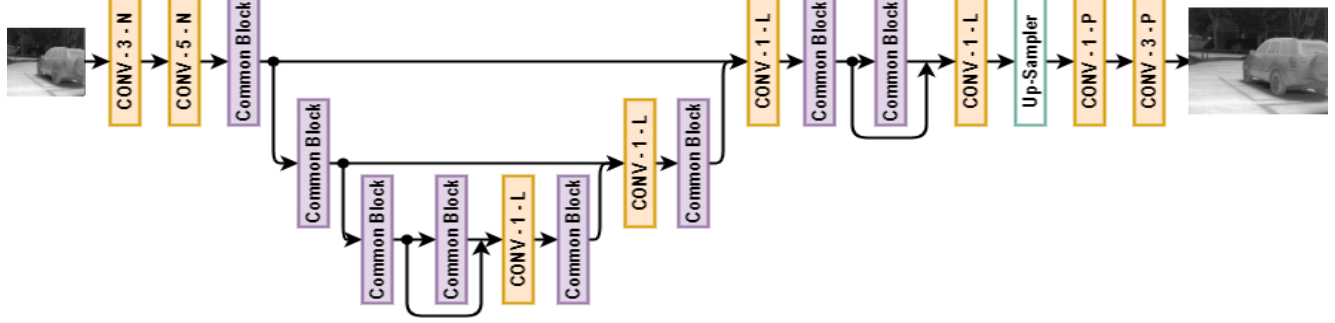 CONV - 3 - N
CONV - 5 - N
Common Block
CONV - 1 - L
Common Block
Common Block
CONV - 1 - L
Up-Sampler
CONV - 1 - P
CONV - 3 - P
Common Block
CONV - 1 - L
Common Block
Common Block
Common Block
CONV - 1 - L
Common Block